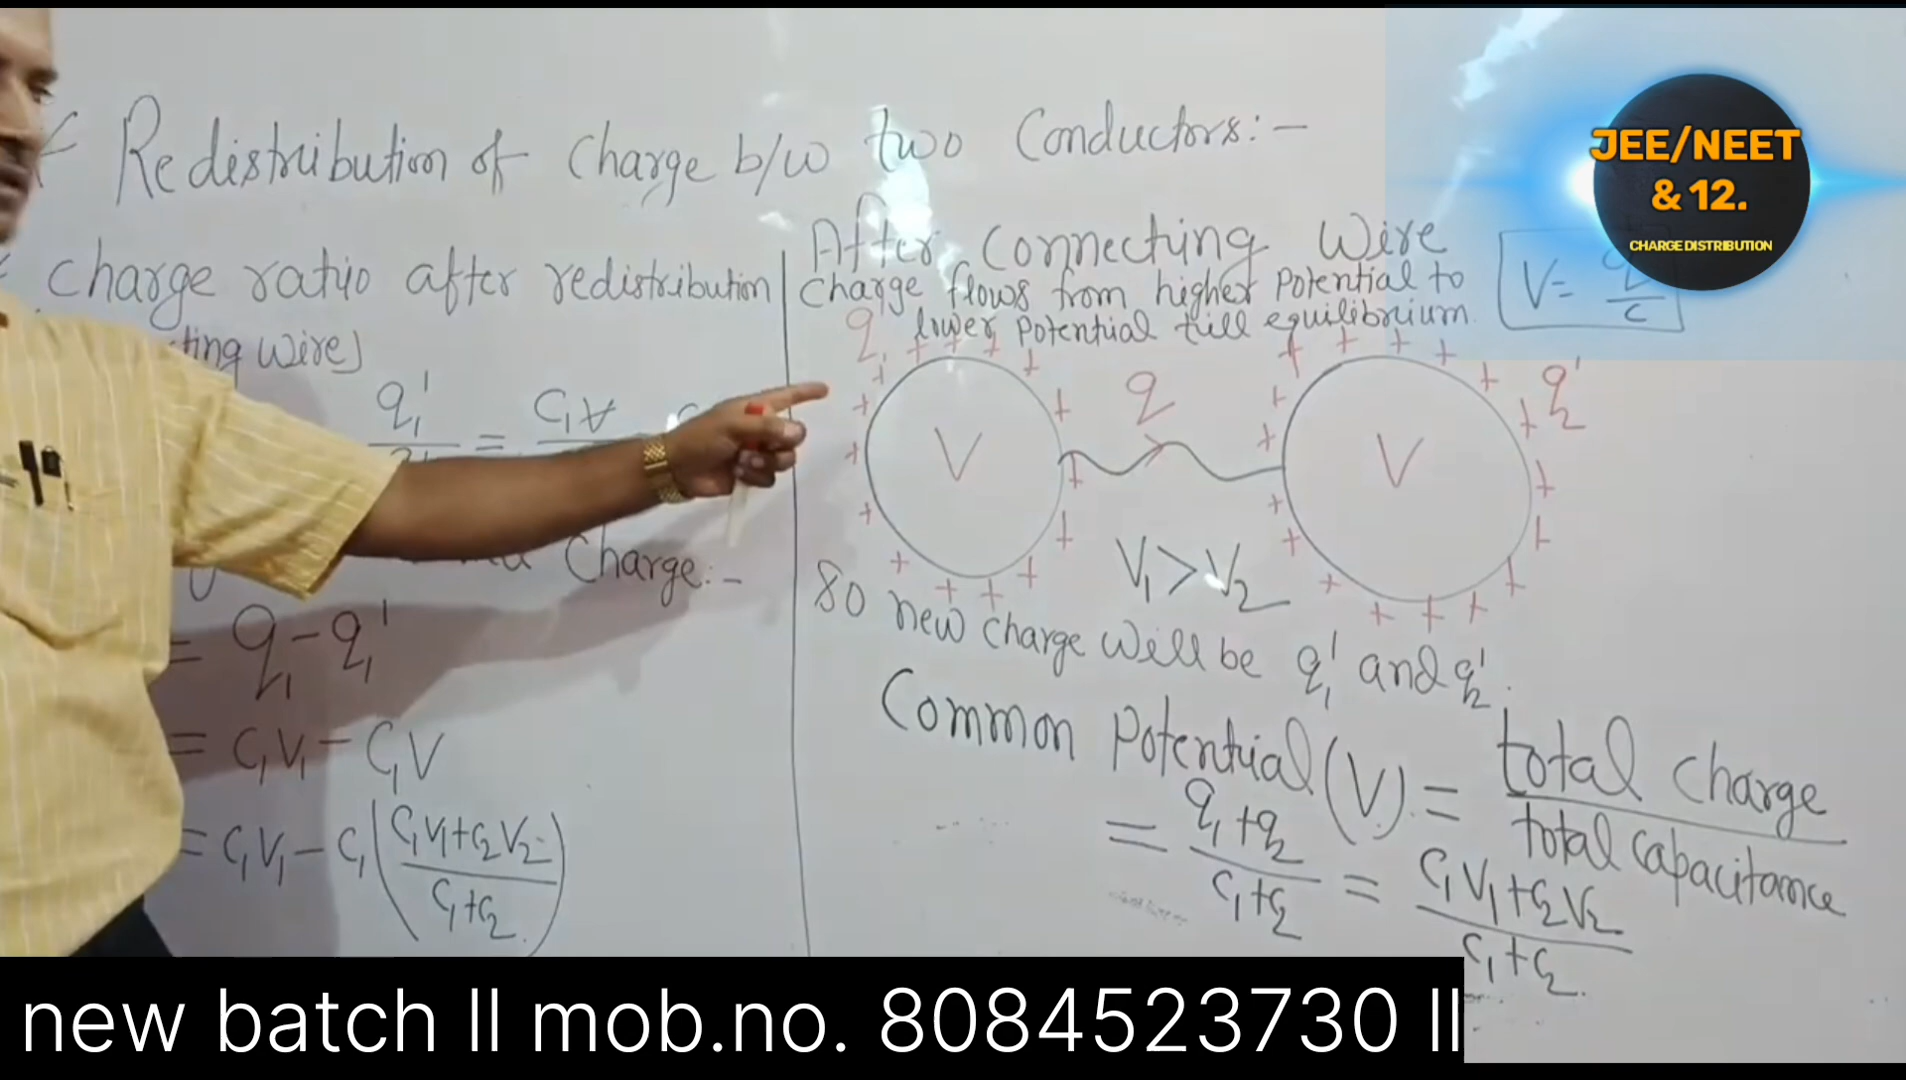 Redistribution of Charge b/w two Conductors:-
charge ratio after redistribution
ting wire)
q₁' = C₁V
Charge:-
= q₁ - q₁'
= C₁V₁ - C₁V
= C₁V₁ - C₁(C₁V₁+C₂V₂ / C₁+C₂)
After Connecting Wire
Charge flows from higher Potential to
lower Potential till equilibrium.
V = q/C
q₁'
q
q₂'
V
V
V₁ > V₂
So new charge will be q₁' and q₂'.
Common Potential (V) = total charge / total capacitance
= q₁+q₂ / C₁+C₂ = C₁V₁+C₂V₂ / C₁+C₂
JEE/NEET
& 12.
CHARGE DISTRIBUTION
new batch ll mob.no. 8084523730 ll